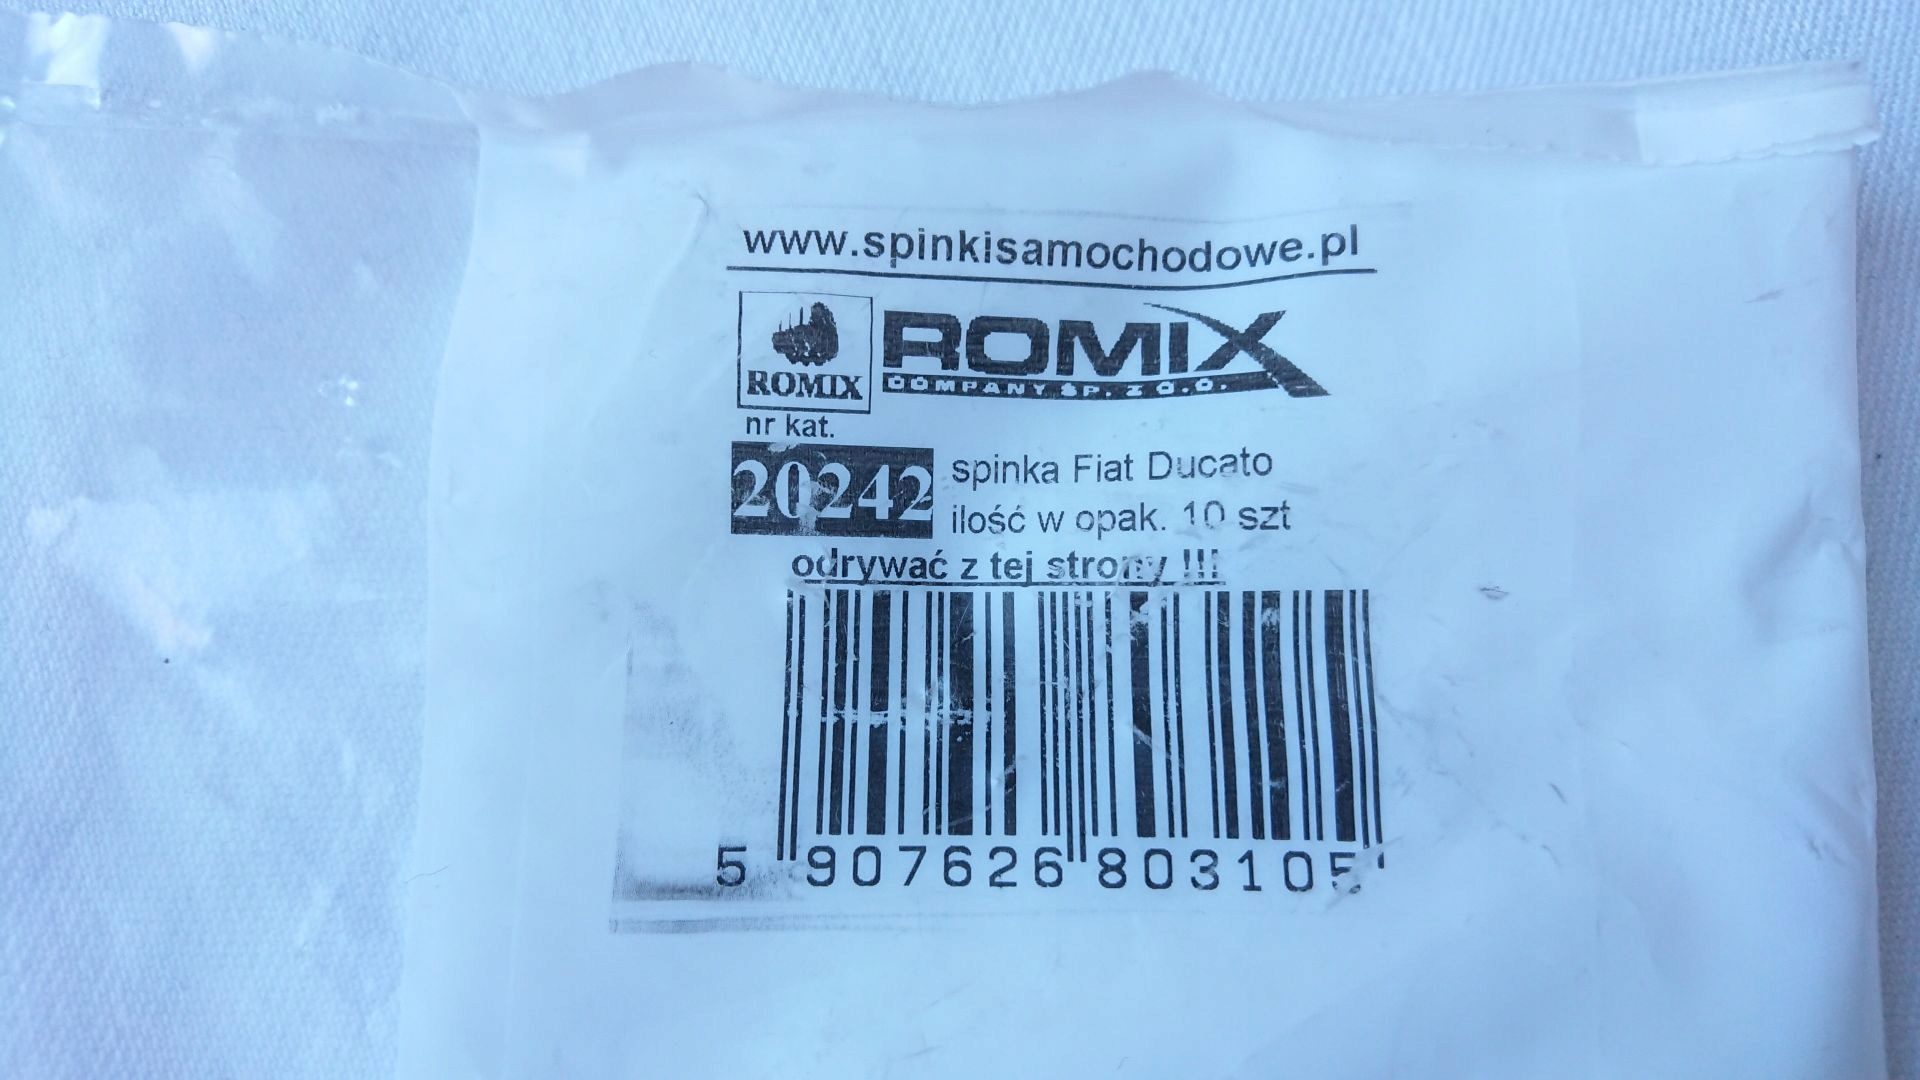 www.spinkisamochodowe.pl
ROMIX
ROMIX
COMPANY SP. Z O.O.
nr kat.
20242
spinka Fiat Ducato
ilość w opak. 10 szt
odrywać z tej strony !!!
5 907626 803105